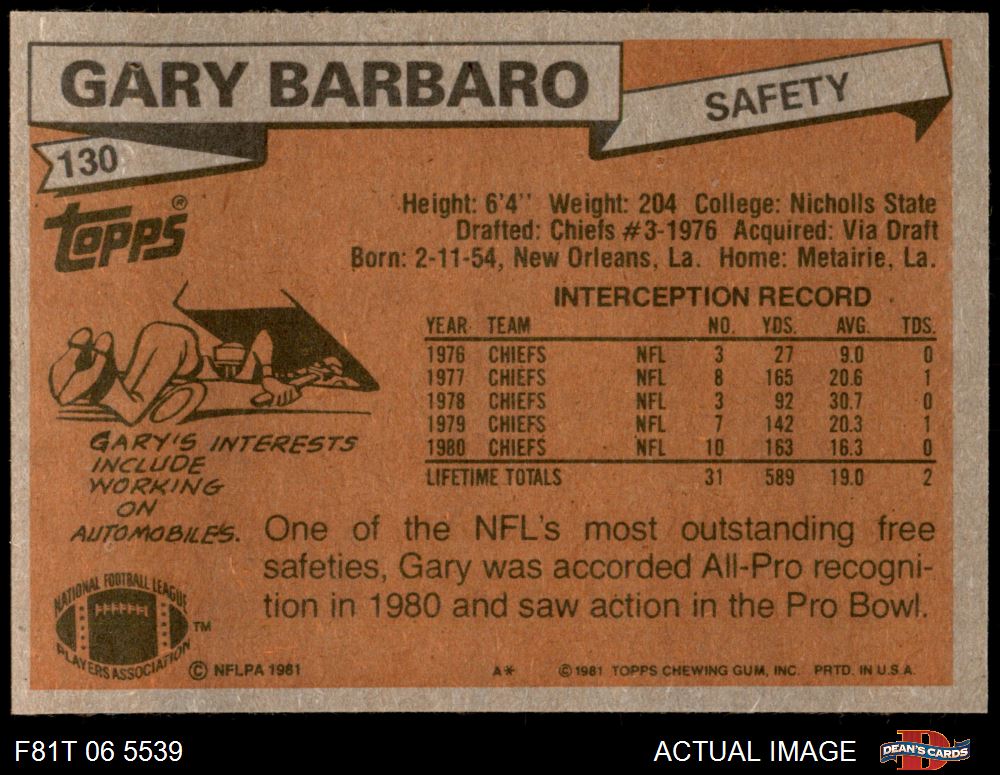 GARY BARBARO
SAFETY
130
TOPPS®
Height: 6'4'' Weight: 204 College: Nicholls State
Drafted: Chiefs #3-1976 Acquired: Via Draft
Born: 2-11-54, New Orleans, La. Home: Metairie, La.
INTERCEPTION RECORD
YEAR TEAM NO. YDS. AVG. TDS.
1976 CHIEFS NFL 3 27 9.0 0
1977 CHIEFS NFL 8 165 20.6 1
1978 CHIEFS NFL 3 92 30.7 0
1979 CHIEFS NFL 7 142 20.3 1
1980 CHIEFS NFL 10 163 16.3 0
LIFETIME TOTALS 31 589 19.0 2
GARY'S INTERESTS
INCLUDE
WORKING
ON
AUTOMOBILES.
One of the NFL's most outstanding free
safeties, Gary was accorded All-Pro recogni-
tion in 1980 and saw action in the Pro Bowl.
NATIONAL FOOTBALL LEAGUE
PLAYERS ASSOCIATION
TM
© NFLPA 1981
A*
© 1981 TOPPS CHEWING GUM, INC. PRTD. IN U.S.A.
F81T 06 5539
ACTUAL IMAGE
D
DEAN'S CARDS